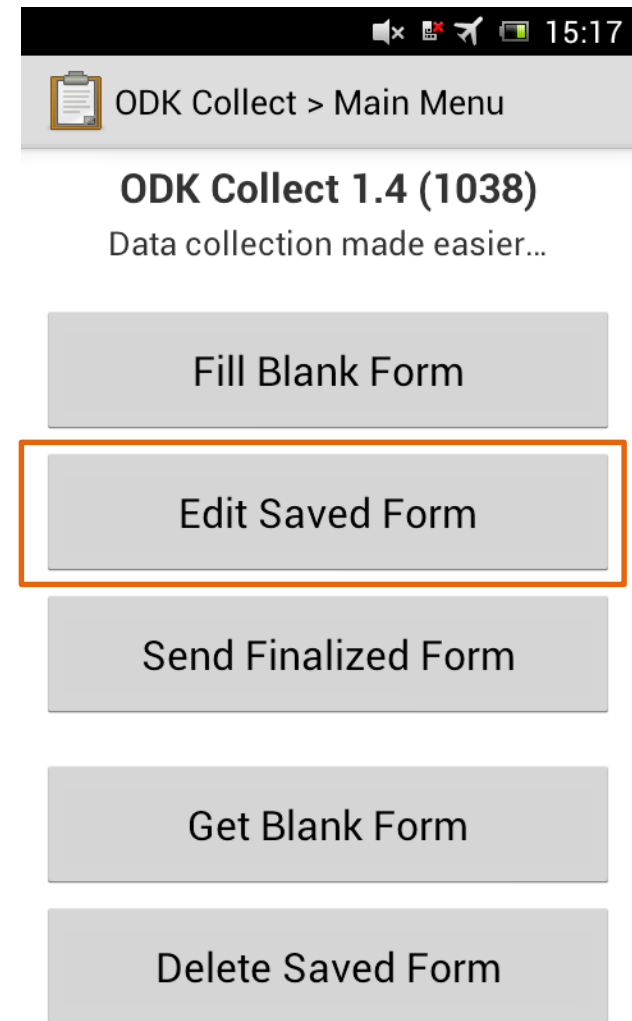 15:17
ODK Collect > Main Menu
ODK Collect 1.4 (1038)
Data collection made easier...
Fill Blank Form
Edit Saved Form
Send Finalized Form
Get Blank Form
Delete Saved Form